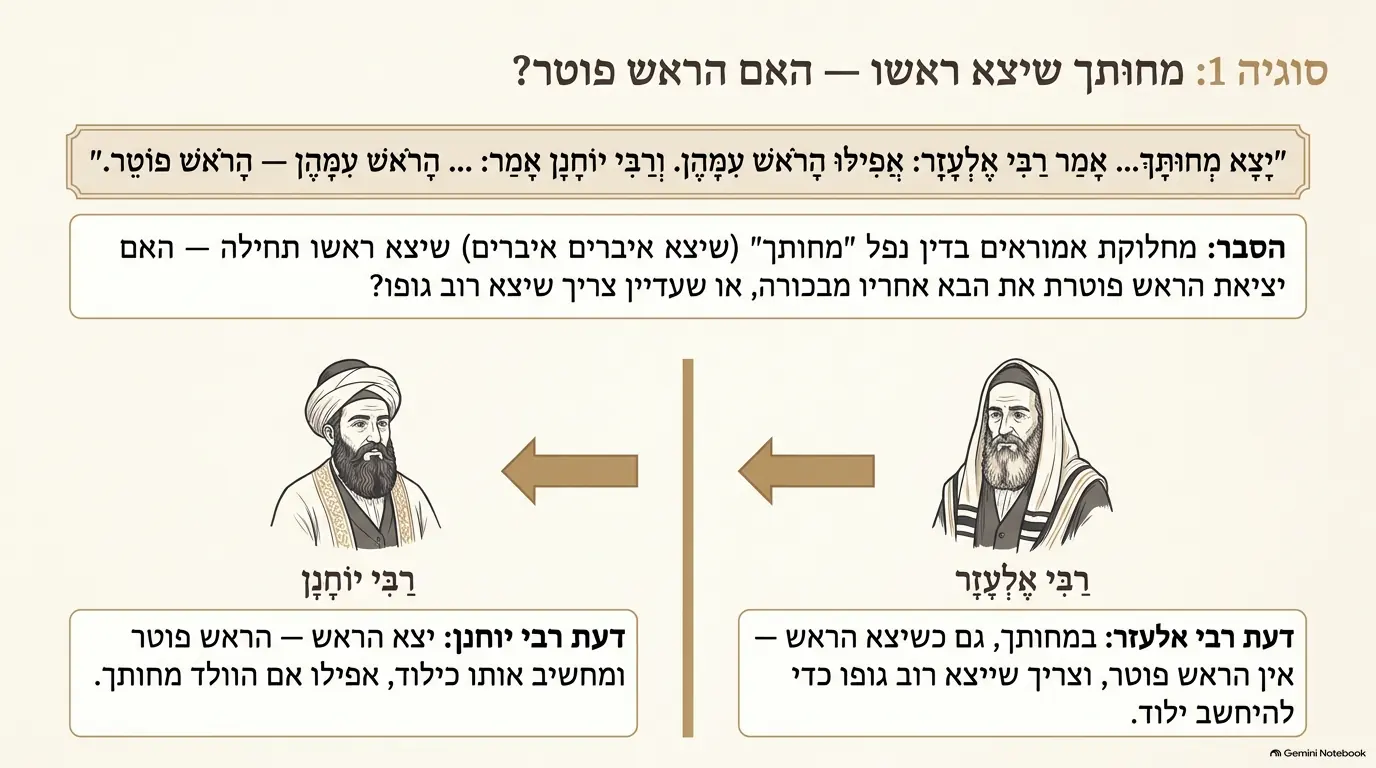 סוגיה 1: מחוּתך שיצא ראשו — האם הראש פוטר?
"יָצָא מְחוּתָּךְ... אָמַר רַבִּי אֶלְעָזָר: אֲפִילּוּ הָרֹאשׁ עִמָּהֶן. וְרַבִּי יוֹחָנָן אָמַר: ... הָרֹאשׁ עִמָּהֶן — הָרֹאשׁ פּוֹטֵר."
הסבר: מחלוקת אמוראים בדין נפל "מחותך" (שיצא איברים איברים) שיצא ראשו תחילה — האם
יציאת הראש פוטרת את הבא אחריו מבכורה, או שעדיין צריך שיצא רוב גופו?
רַבִּי אֶלְעָזָר
דעת רבי אלעזר: במחותך, גם כשיצא הראש —
אין הראש פוטר, וצריך שייצא רוב גופו כדי
להיחשב ילוד.
רַבִּי יוֹחָנָן
דעת רבי יוחנן: יצא הראש — הראש פוטר
ומחשיב אותו כילוד, אפילו אם הוולד מחותך.
Gemini Notebook